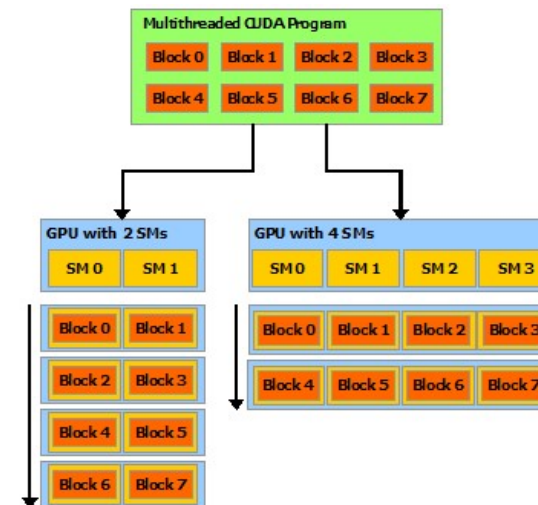 Multithreaded CUDA Program
Block 0 Block 1 Block 2 Block 3
Block 4 Block 5 Block 6 Block 7
GPU with 2 SMs
SM 0 SM 1
Block 0 Block 1
Block 2 Block 3
Block 4 Block 5
Block 6 Block 7
GPU with 4 SMs
SM 0 SM 1 SM 2 SM 3
Block 0 Block 1 Block 2 Block 3
Block 4 Block 5 Block 6 Block 7